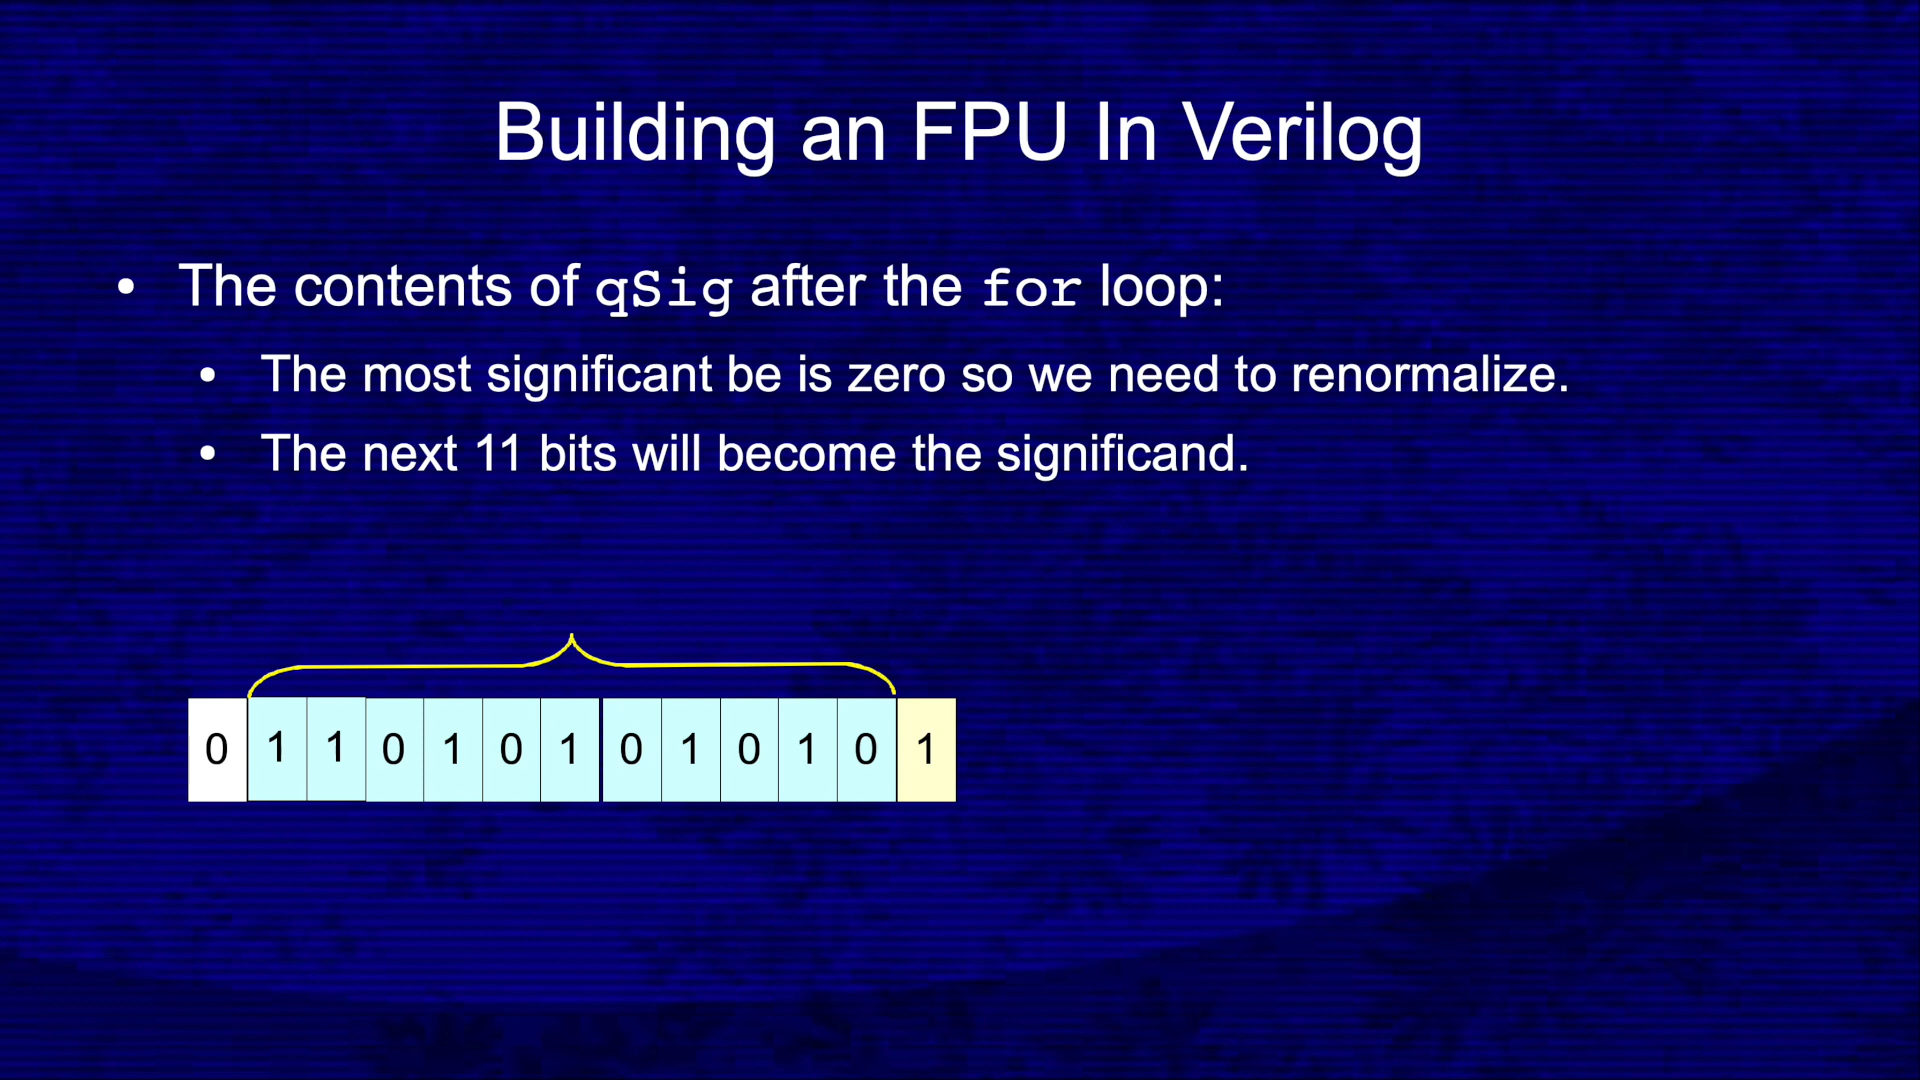 Building an FPU In Verilog
• The contents of qSig after the for loop:
• The most significant be is zero so we need to renormalize.
• The next 11 bits will become the significand.
0 1 1 0 1 0 1 0 1 0 1 0 1